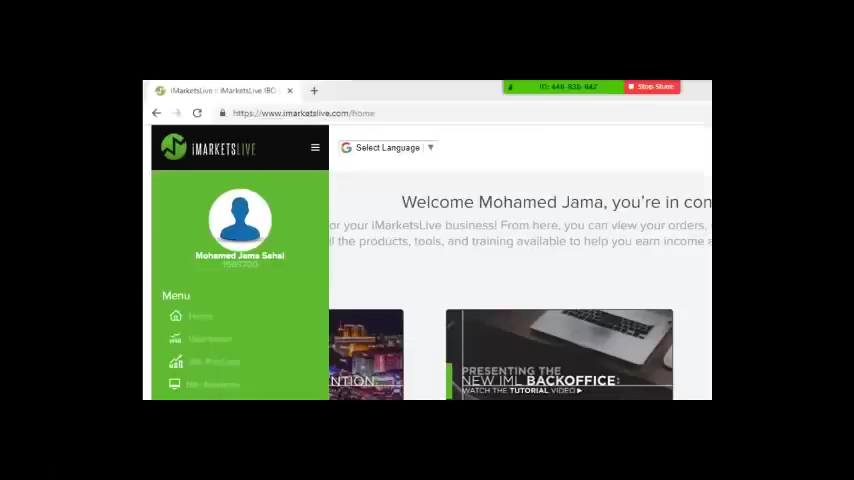 iMarketsLive :: iMarketsLive IBO
Stop Share
https://www.imarketslive.com/home
iMARKETSLIVE
Select Language
Welcome Mohamed Jama, you're in con
or your iMarketsLive business! From here, you can view your orders,
ll the products, tools, and training available to help you earn income a
Mohamed Jama Sahal
Menu
Home
NTION
PRESENTING THE
NEW IML BACKOFFICE:
WATCH THE TUTORIAL VIDEO